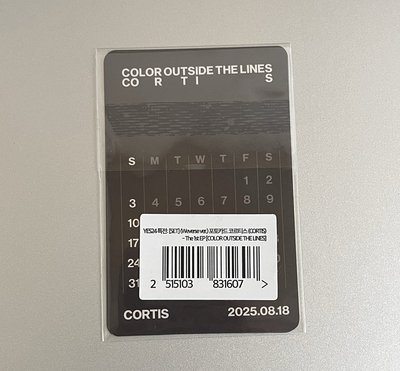 COLOR OUTSIDE THE LINES
CO R T I S
S M T W T F S
1 2
3 4 5 6 7 8 9
10
17
24
31
YES24 특전: [SET] (Weverse ver.) 포토카드 코르티스 (CORTIS)
- The 1st EP [COLOR OUTSIDE THE LINES]
2 515103 831607 >
CORTIS 2025.08.18